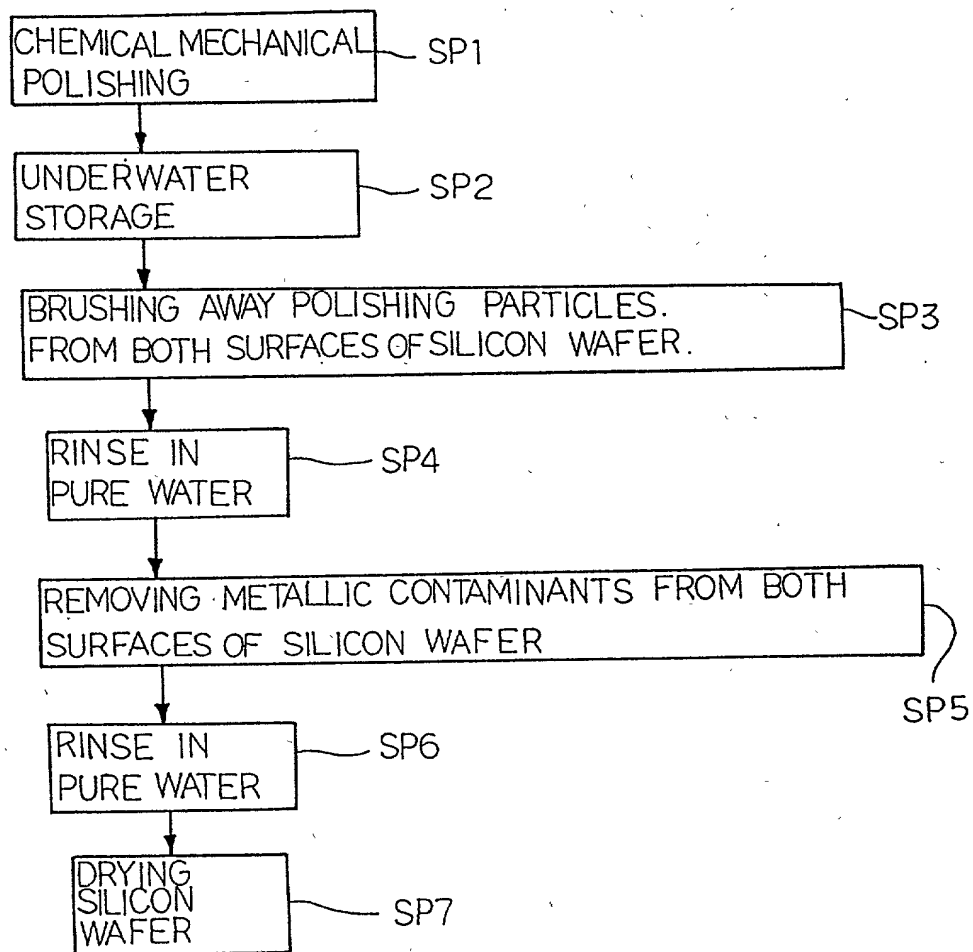 CHEMICAL MECHANICAL
POLISHING
SP1
UNDERWATER
STORAGE
SP2
BRUSHING AWAY POLISHING PARTICLES.
FROM BOTH SURFACES OF SILICON WAFER.
SP3
RINSE IN
PURE WATER
SP4
REMOVING METALLIC CONTAMINANTS FROM BOTH
SURFACES OF SILICON WAFER
SP5
RINSE IN
PURE WATER
SP6
DRYING
SILICON
WAFER
SP7